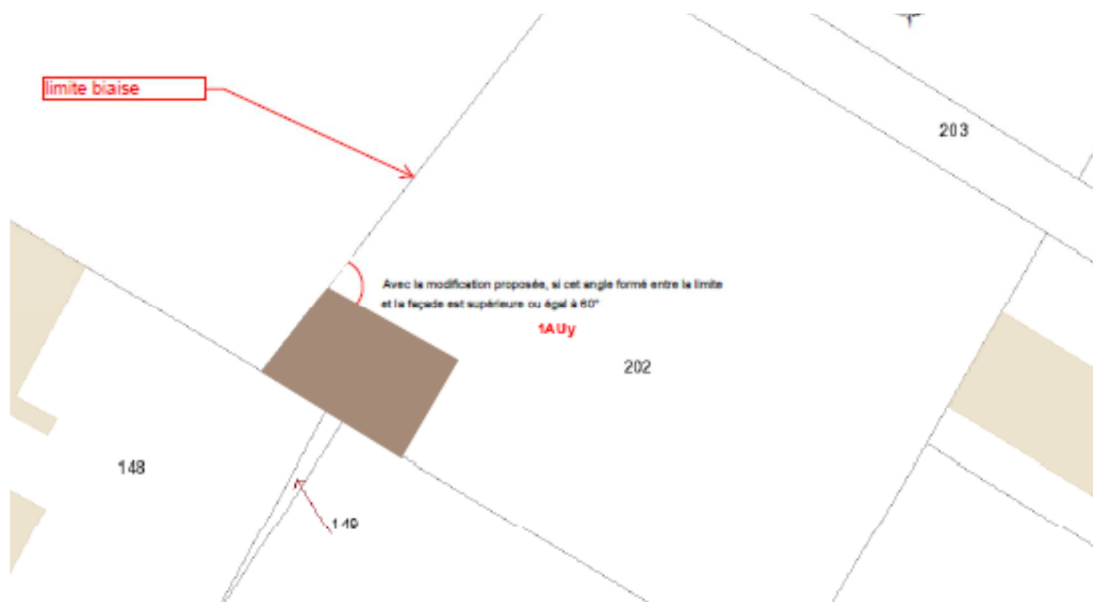 203
limite biaise
Avec la modification proposée, si cet angle formé entre la limite
et la façade est supérieure ou égal à 60°
1AUy
202
148
149